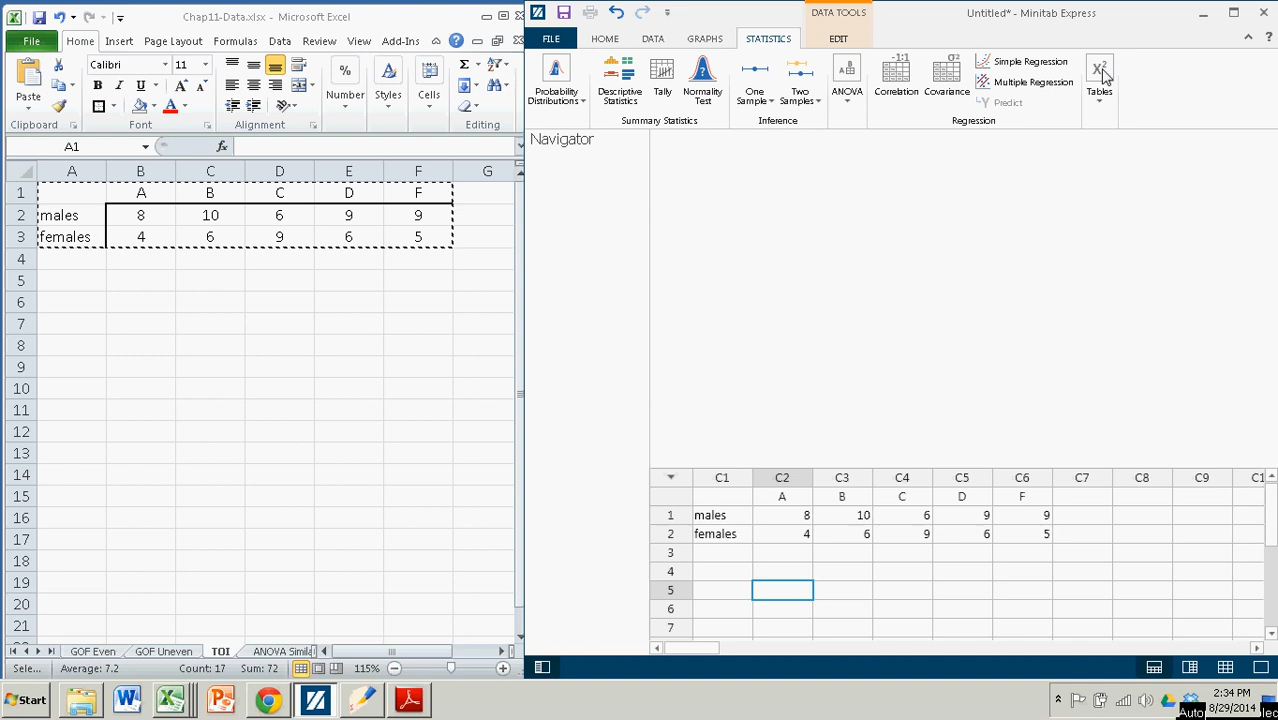 Chap11-Data.xlsx - Microsoft Excel
File Home Insert Page Layout Formulas Data Review View Add-Ins
Paste
Calibri 11
B I U
A
%
Number
Cells
Σ
Clipboard Font Alignment Editing
A1 fx
A B C D E F G
1 A B C D F
2 males 8 10 6 9 9
3 females 4 6 9 6 5
4
5
6
7
8
9
10
11
12
13
14
15
16
17
18
19
20
21
GOF Even GOF Uneven TOI ANOVA Simila
Sele... Average: 7.2 Count: 17 Sum: 72 115%
DATA TOOLS
Untitled* - Minitab Express
FILE HOME DATA GRAPHS STATISTICS EDIT
Probability Distributions
Descriptive Statistics
Tally
Normality Test
Summary Statistics
One Sample
Two Samples
Inference
ANOVA
Correlation
Covariance
Simple Regression
Multiple Regression
Predict
Regression
Tables
Navigator
C1 C2 C3 C4 C5 C6 C7 C8 C9 C1
A B C D F
1 males 8 10 6 9 9
2 females 4 6 9 6 5
3
4
5
6
7
Start
2:34 PM
8/29/2014